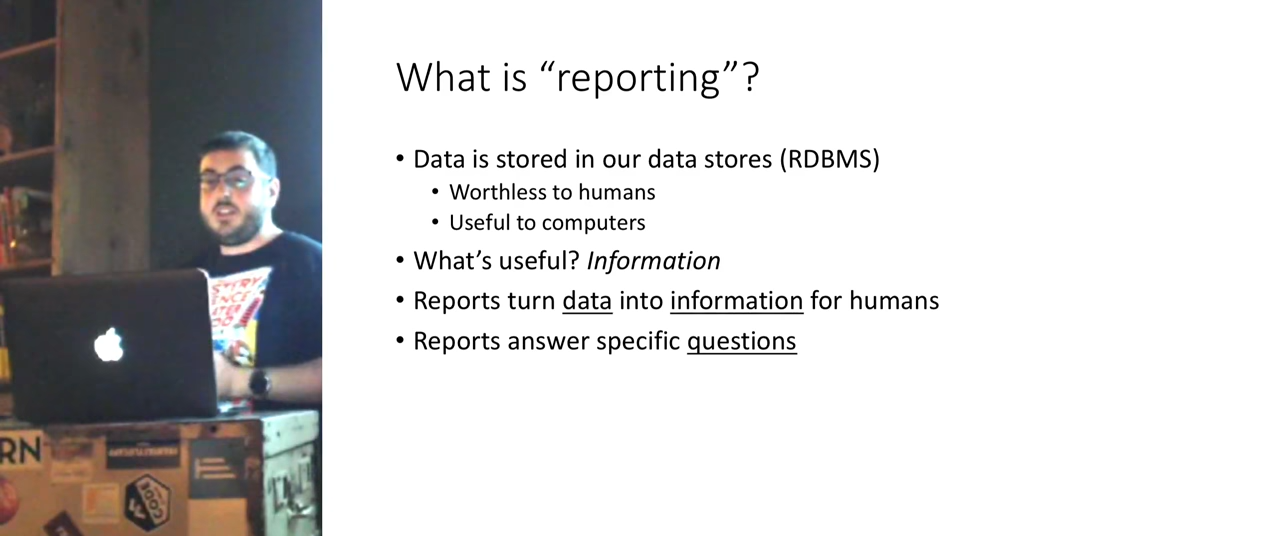 What is “reporting”?
• Data is stored in our data stores (RDBMS)
• Worthless to humans
• Useful to computers
• What’s useful? Information
• Reports turn data into information for humans
• Reports answer specific questions
RN